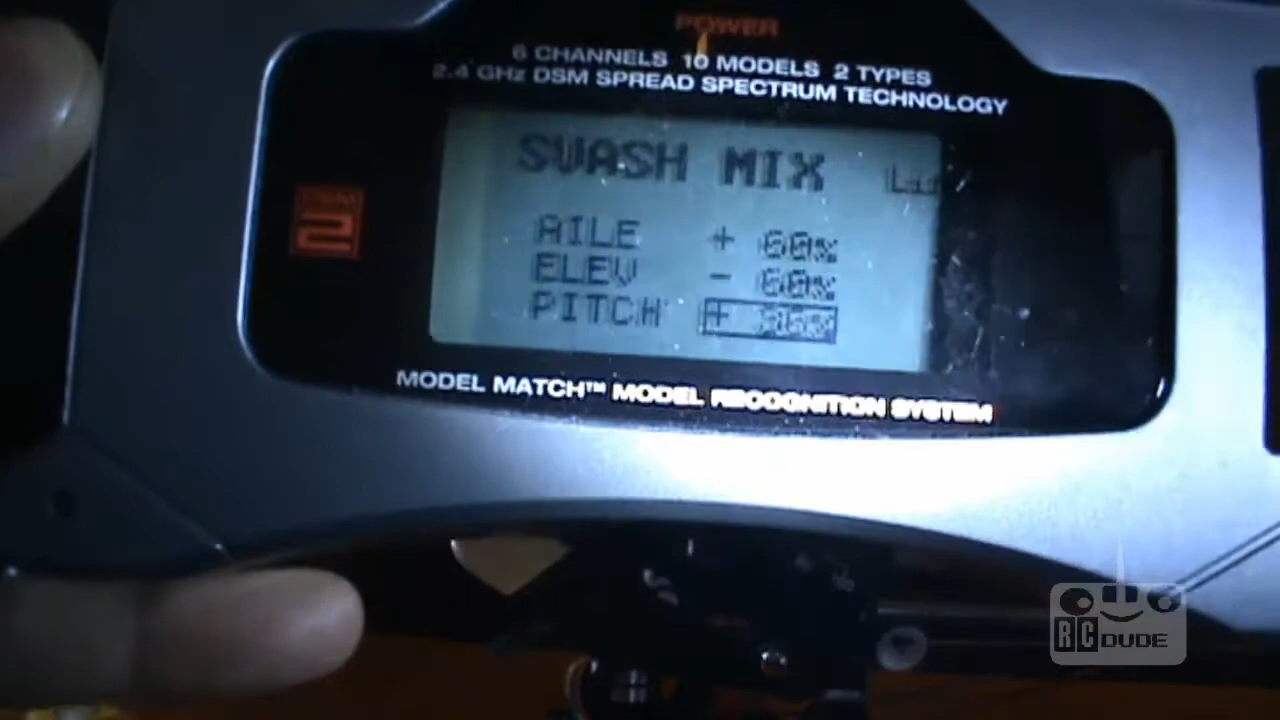 POWER
6 CHANNELS 10 MODELS 2 TYPES
2.4 GHz DSM SPREAD SPECTRUM TECHNOLOGY
SWASH MIX
AILE + 60%
ELEV - 60%
PITCH +
2
MODEL MATCH™ MODEL RECOGNITION SYSTEM
RC DUDE